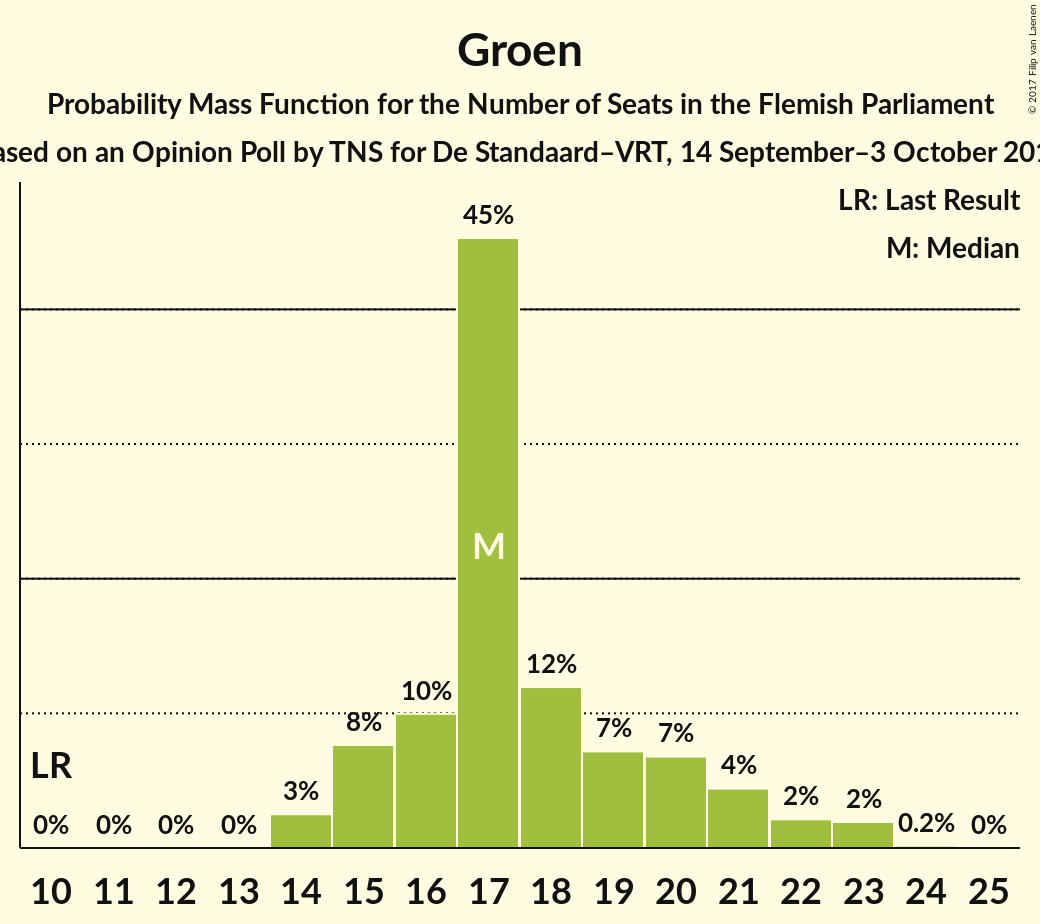 Groen
Probability Mass Function for the Number of Seats in the Flemish Parliament
ased on an Opinion Poll by TNS for De Standaard–VRT, 14 September–3 October 201
© 2017 Filip van Laenen
LR: Last Result
M: Median
45%
M
12%
10%
8%
7%
7%
4%
3%
2%
2%
0.2%
LR
0% 0% 0% 0% 0%
10 11 12 13 14 15 16 17 18 19 20 21 22 23 24 25